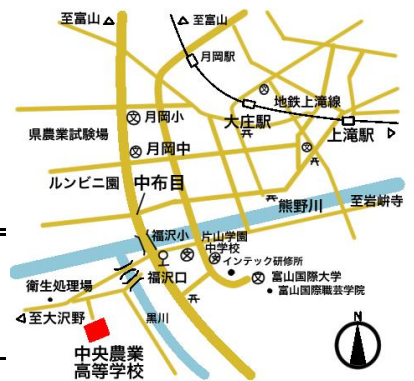 至富山
至富山
月岡駅
月岡小
地鉄上滝線
県農業試験場
大庄駅
上滝駅
月岡中
ルンビニ園
中布目
熊野川
至岩峅寺
福沢小
片山学園
中学校
インテック研修所
福沢口
富山国際大学
衛生処理場
富山国際職芸学院
至大沢野
黒川
N
中央農業
高等学校